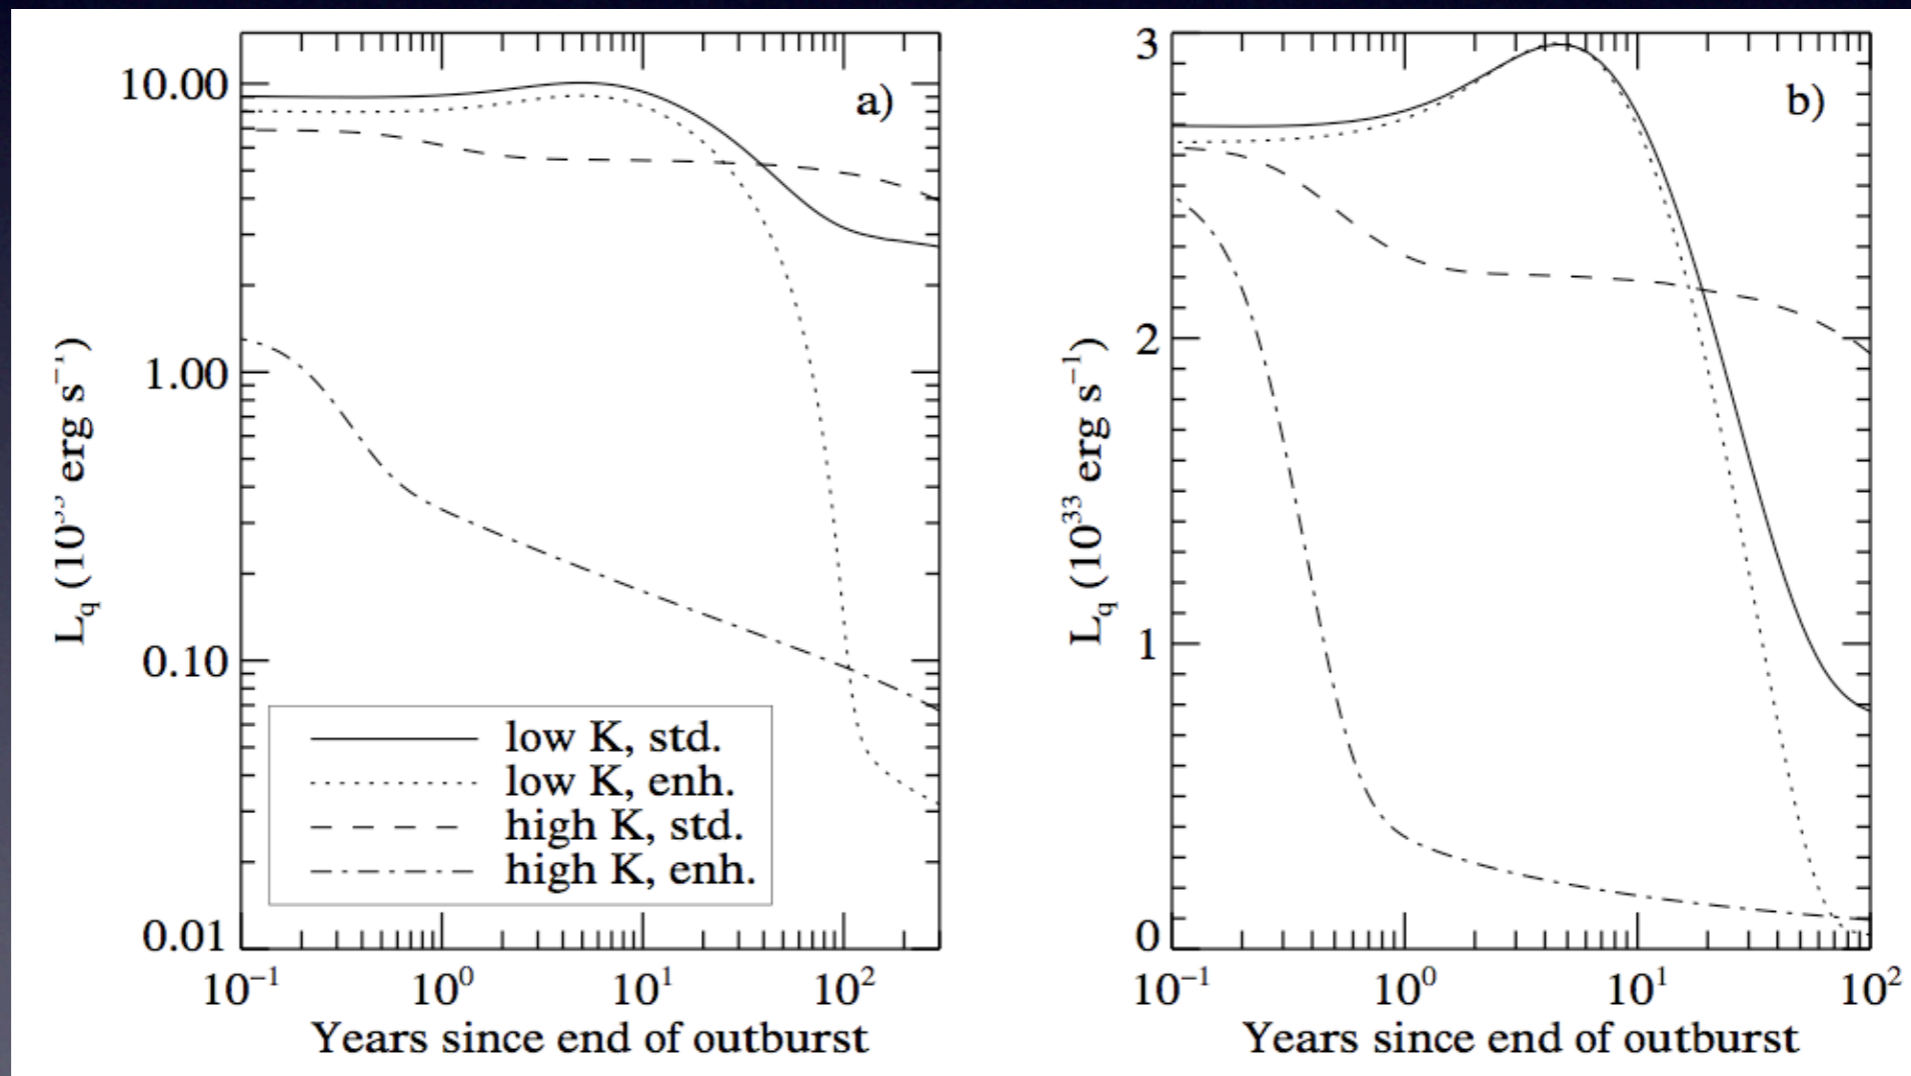 a)
10.00
1.00
0.10
0.01
L_q (10^33 erg s^-1)
low K, std.
low K, enh.
high K, std.
high K, enh.
10^-1 10^0 10^1 10^2
Years since end of outburst
b)
3
2
1
0
L_q (10^33 erg s^-1)
10^-1 10^0 10^1 10^2
Years since end of outburst